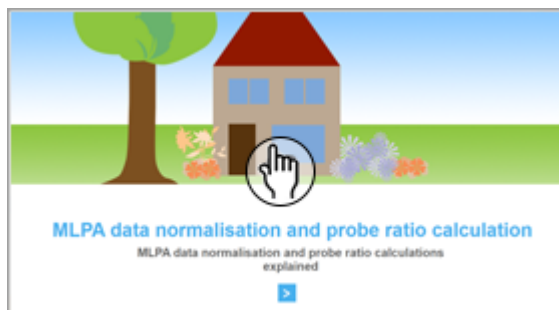 MLPA data normalisation and probe ratio calculation
MLPA data normalisation and probe ratio calculations
explained
>